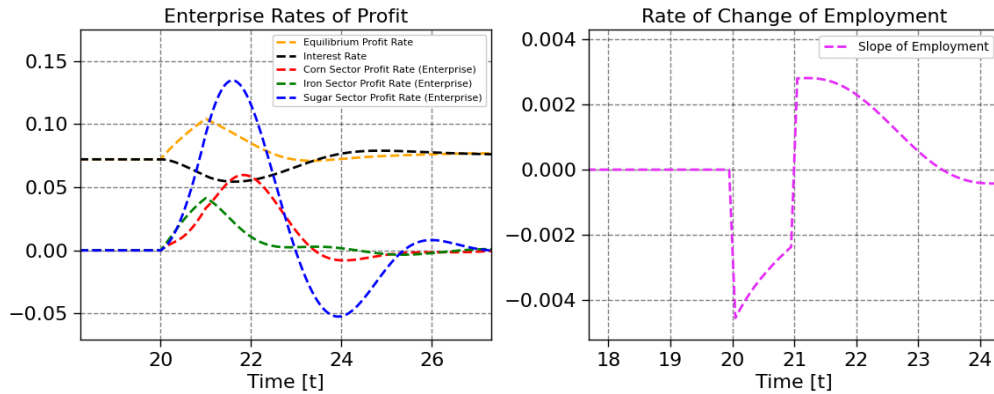 Enterprise Rates of Profit
0.15
0.10
0.05
0.00
−0.05
Equilibrium Profit Rate
Interest Rate
Corn Sector Profit Rate (Enterprise)
Iron Sector Profit Rate (Enterprise)
Sugar Sector Profit Rate (Enterprise)
20
22
24
26
Time [t]
Rate of Change of Employment
0.004
0.002
0.000
−0.002
−0.004
Slope of Employment
18
19
20
21
22
23
24
Time [t]